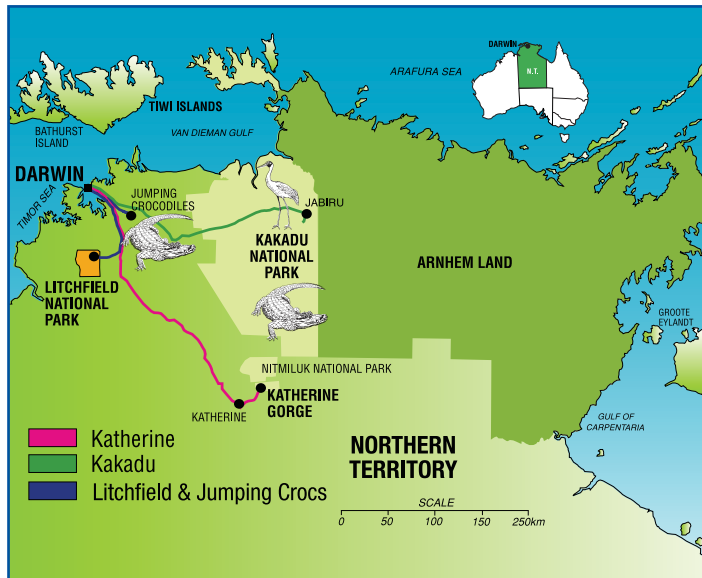 DARWIN
N.T.
ARAFURA SEA
TIWI ISLANDS
BATHURST
ISLAND
VAN DIEMAN GULF
DARWIN
TIMOR SEA
JUMPING
CROCODILES
JABIRU
KAKADU
NATIONAL
PARK
ARNHEM LAND
LITCHFIELD
NATIONAL
PARK
GROOTE
EYLANDT
NITMILUK NATIONAL PARK
KATHERINE
GORGE
KATHERINE
GULF OF
CARPENTARIA
Katherine
Kakadu
Litchfield & Jumping Crocs
NORTHERN
TERRITORY
SCALE
0 50 100 150 250km